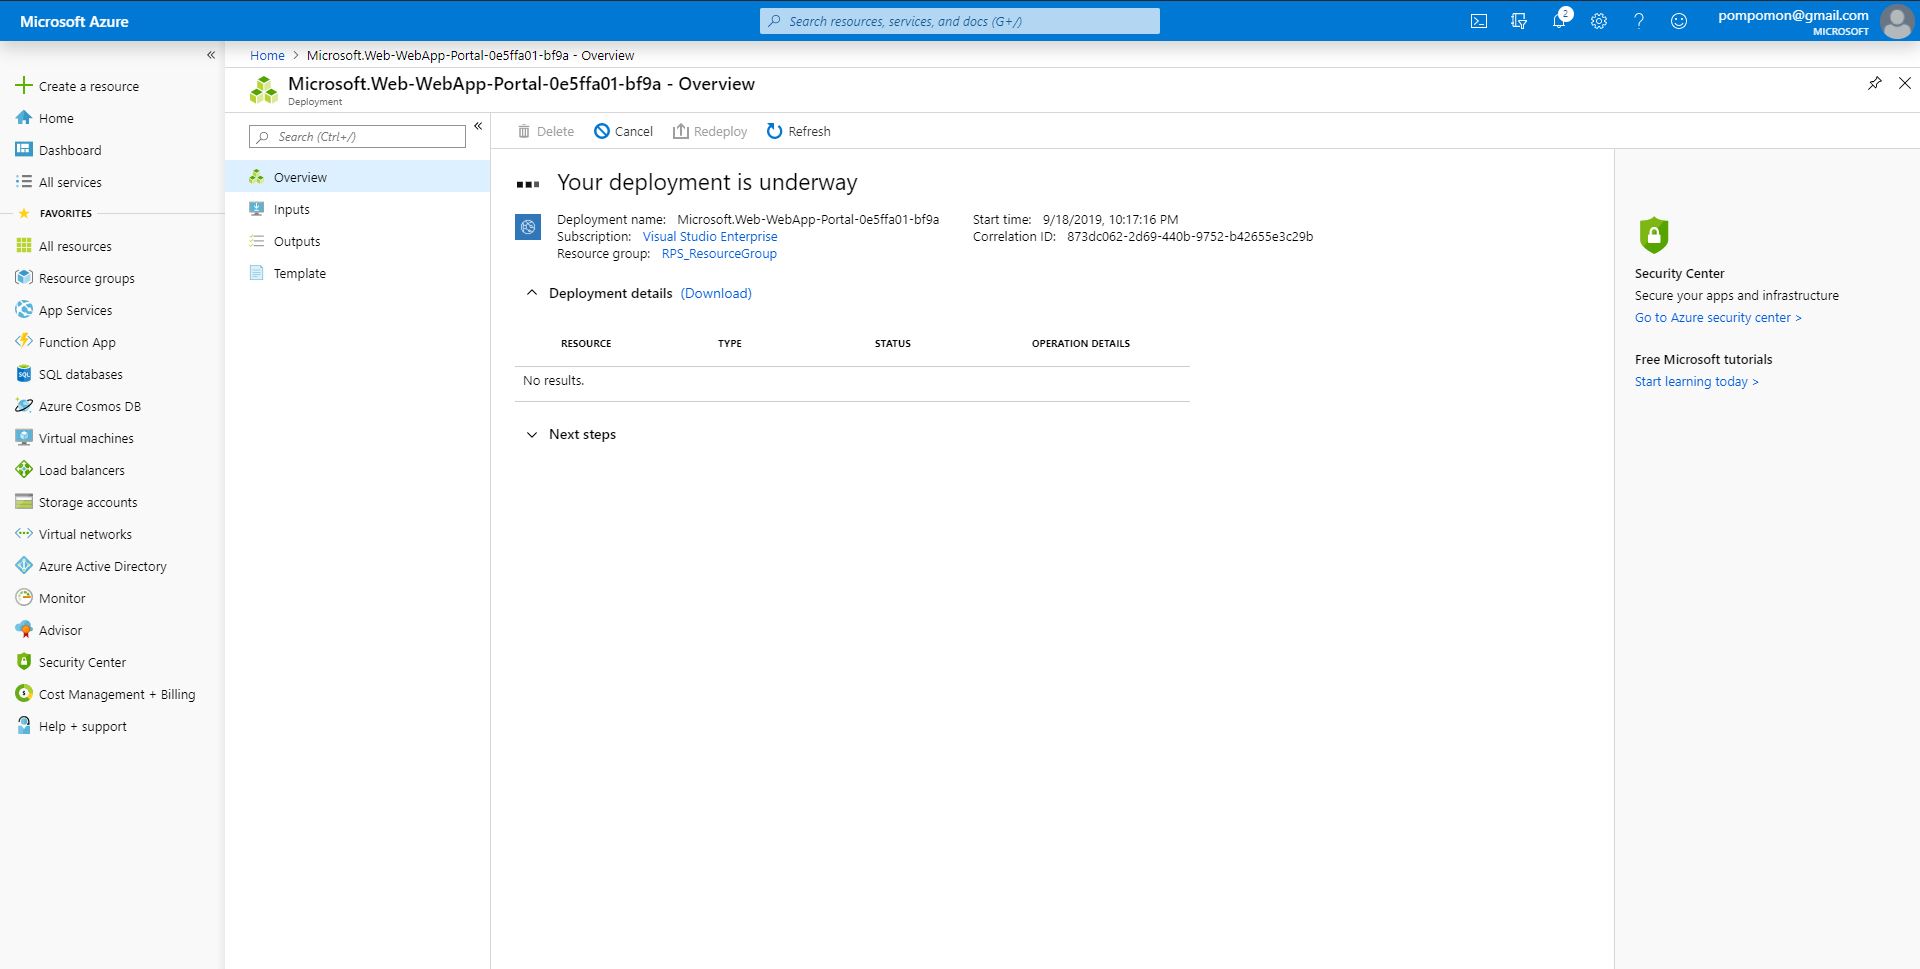 Microsoft Azure
Search resources, services, and docs (G+/)
2
pompomon@gmail.com
MICROSOFT
«
Create a resource
Home
Dashboard
All services
FAVORITES
All resources
Resource groups
App Services
Function App
SQL databases
Azure Cosmos DB
Virtual machines
Load balancers
Storage accounts
Virtual networks
Azure Active Directory
Monitor
Advisor
Security Center
Cost Management + Billing
Help + support
Home > Microsoft.Web-WebApp-Portal-0e5ffa01-bf9a - Overview
Microsoft.Web-WebApp-Portal-0e5ffa01-bf9a - Overview
Deployment
Search (Ctrl+/)
«
Overview
Inputs
Outputs
Template
Delete Cancel Redeploy Refresh
Your deployment is underway
Deployment name: Microsoft.Web-WebApp-Portal-0e5ffa01-bf9a
Subscription: Visual Studio Enterprise
Resource group: RPS_ResourceGroup
Start time: 9/18/2019, 10:17:16 PM
Correlation ID: 873dc062-2d69-440b-9752-b42655e3c29b
Deployment details (Download)
RESOURCE TYPE STATUS OPERATION DETAILS
No results.
Next steps
Security Center
Secure your apps and infrastructure
Go to Azure security center >
Free Microsoft tutorials
Start learning today >